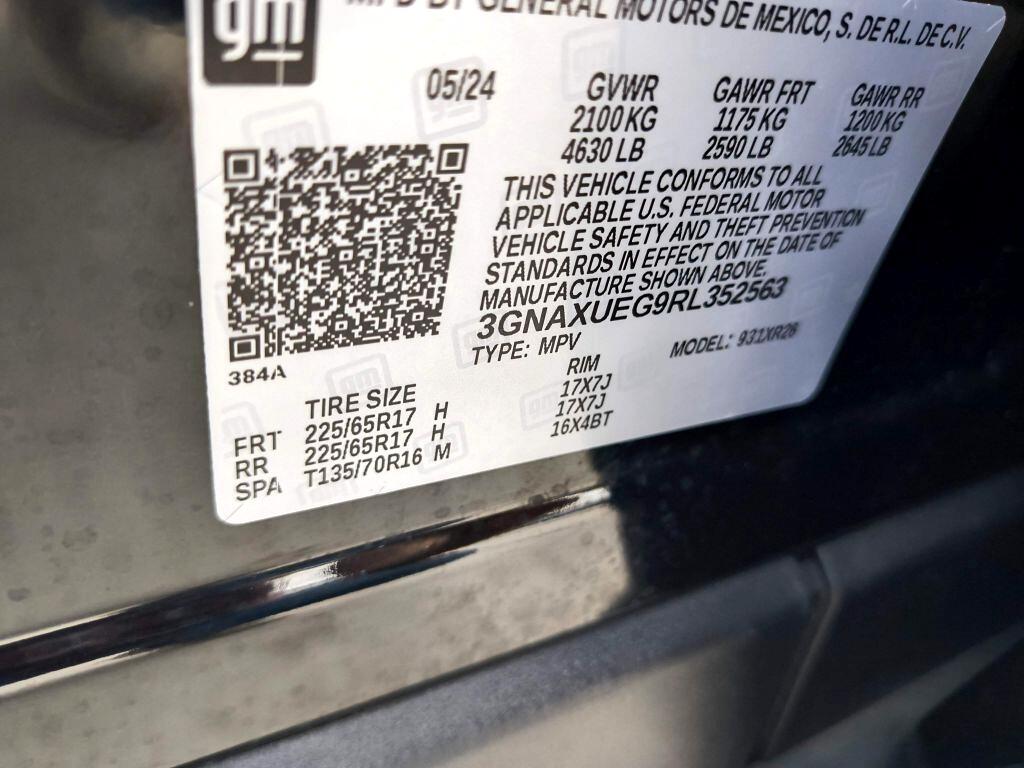 gm
MFD BY GENERAL MOTORS DE MEXICO, S. DE R.L. DE C.V.
05/24 GVWR GAWR FRT GAWR RR
2100 KG 1175 KG 1200 KG
4630 LB 2590 LB 2645 LB
THIS VEHICLE CONFORMS TO ALL
APPLICABLE U.S. FEDERAL MOTOR
VEHICLE SAFETY AND THEFT PREVENTION
STANDARDS IN EFFECT ON THE DATE OF
MANUFACTURE SHOWN ABOVE.
3GNAXUEG9RL352563
TYPE: MPV MODEL: 931XR26
384A
TIRE SIZE RIM
FRT 225/65R17 H 17X7J
RR 225/65R17 H 17X7J
SPA T135/70R16 M 16X4BT